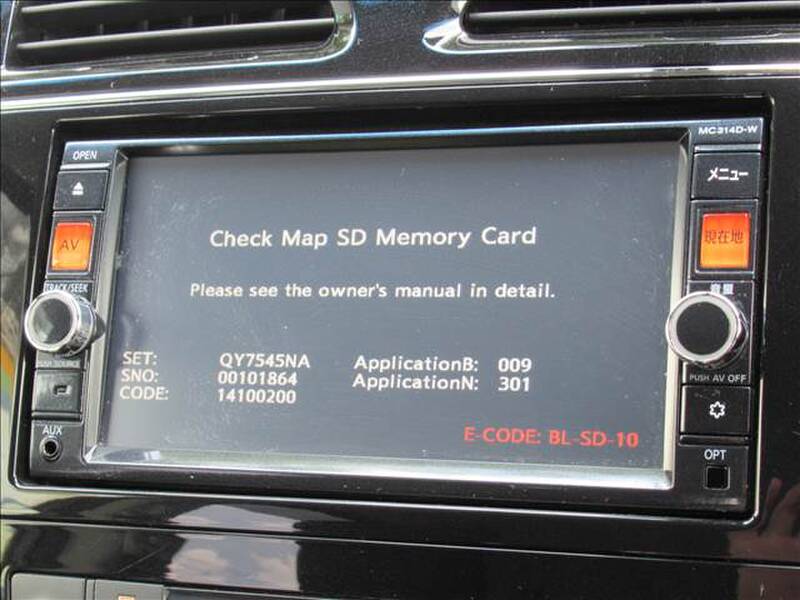 MC314D-W
OPEN
メニュー
AV
現在地
Check Map SD Memory Card
Please see the owner's manual in detail.
TRACK/SEEK
音量
SET: QY7545NA ApplicationB: 009
SNO: 00101864 ApplicationN: 301
CODE: 14100200
PUSH SOURCE
PUSH AV OFF
E-CODE: BL-SD-10
AUX
OPT